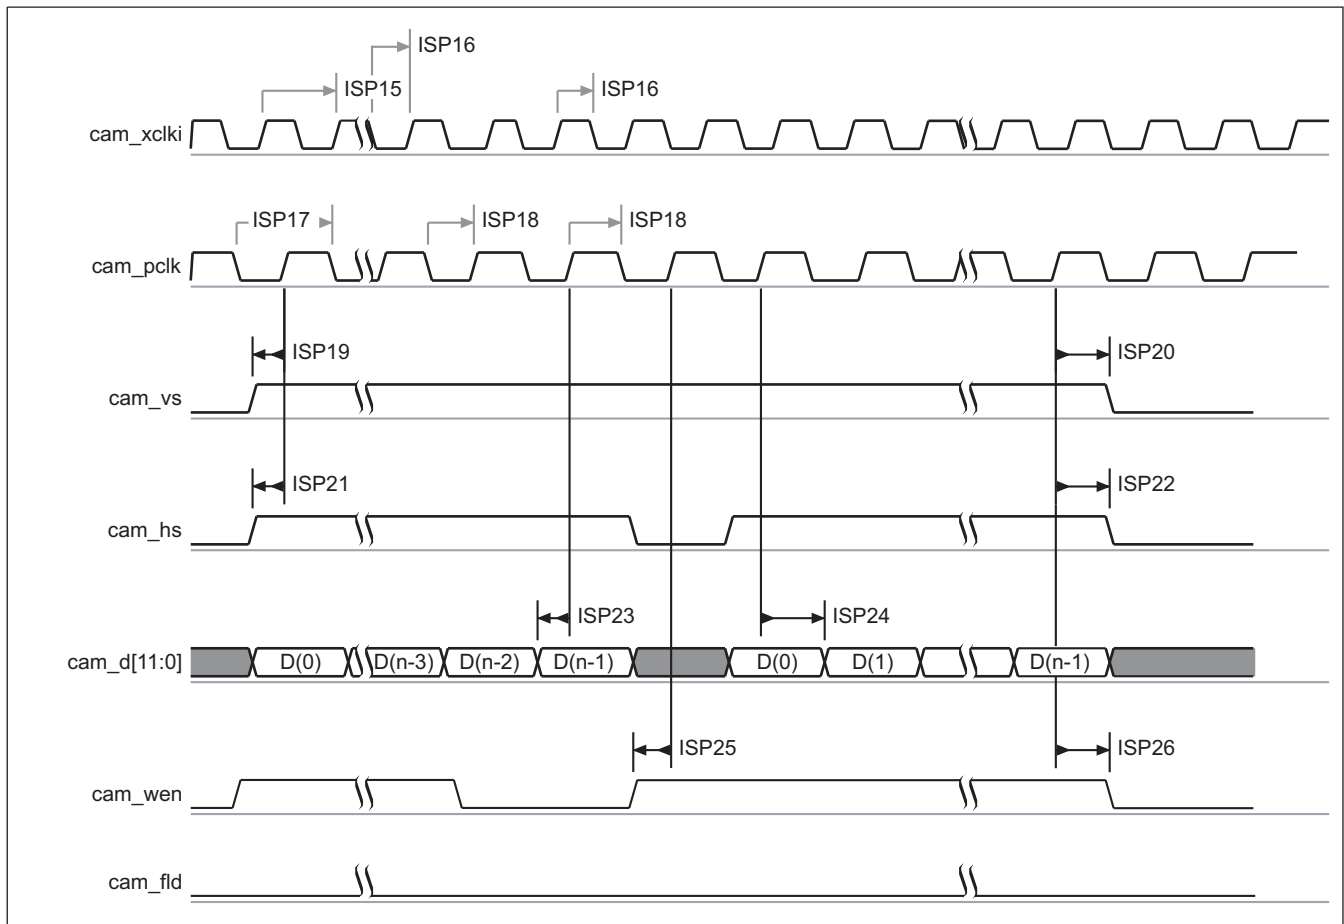 ISP16
ISP15 ISP16
cam_xclki
ISP17 ISP18 ISP18
cam_pclk
ISP19 ISP20
cam_vs
ISP21 ISP22
cam_hs
ISP23 ISP24
cam_d[11:0] D(0) D(n-3) D(n-2) D(n-1) D(0) D(1) D(n-1)
ISP25 ISP26
cam_wen
cam_fld